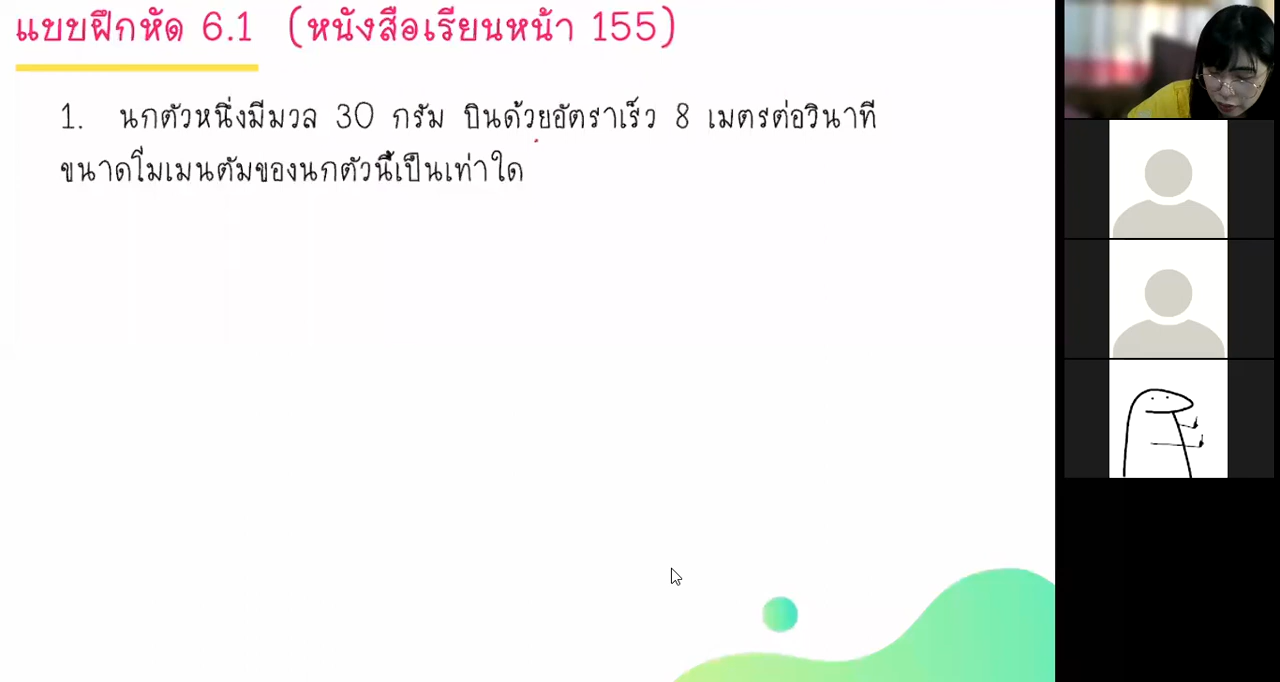 แบบฝึกหัด 6.1 (หนังสือเรียนหน้า 155)
1. นกตัวหนึ่งมีมวล 30 กรัม บินด้วยอัตราเร็ว 8 เมตรต่อวินาที
ขนาดโมเมนตัมของนกตัวนี้เป็นเท่าใด